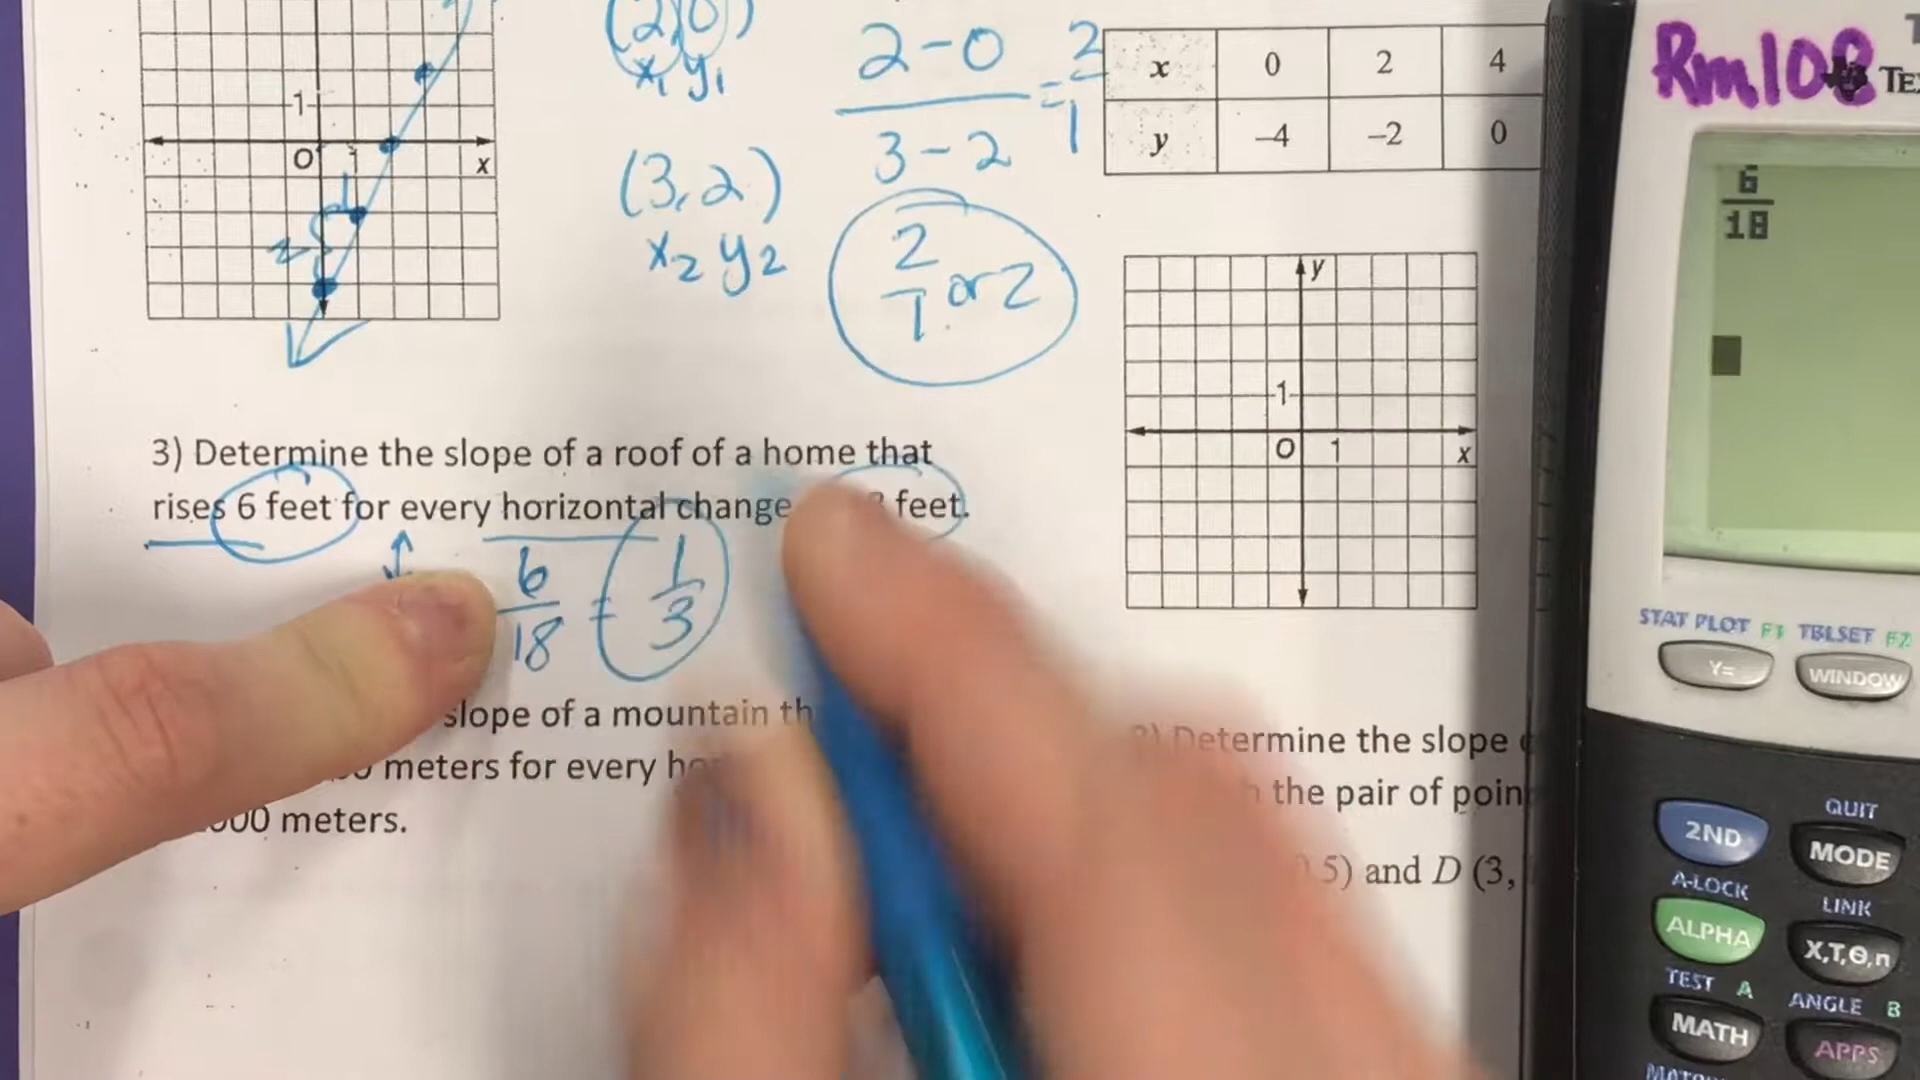 1
O
x
2
1
(2,0)
x₁ y₁
(3,2)
x₂ y₂
2-0
3-2
=
2
1
2
1
or 2
x 0 2 4
y -4 -2 0
y
1
O 1 x
3) Determine the slope of a roof of a home that
rises 6 feet for every horizontal change feet.
6
18
=
1
3
slope of a mountain
meters for every
000 meters.
Determine the slope
the pair of
5) and D (3,
Rm108
6
18
STAT PLOT F1 TBLSET F2
Y= WINDOW
QUIT
2ND MODE
A-LOCK LINK
ALPHA X,T,Θ,n
TEST A ANGLE B
MATH APPS